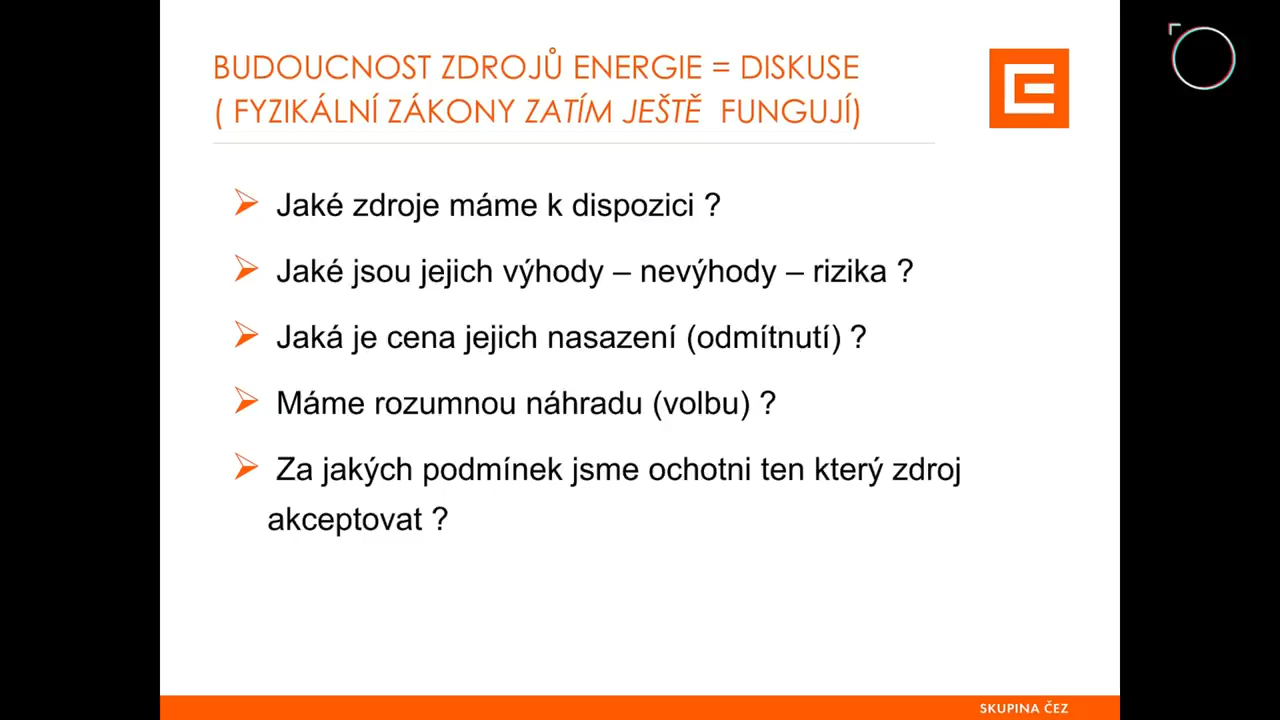 BUDOUCNOST ZDROJŮ ENERGIE = DISKUSE
( FYZIKÁLNÍ ZÁKONY ZATÍM JEŠTĚ FUNGUJÍ)
Jaké zdroje máme k dispozici ?
Jaké jsou jejich výhody – nevýhody – rizika ?
Jaká je cena jejich nasazení (odmítnutí) ?
Máme rozumnou náhradu (volbu) ?
Za jakých podmínek jsme ochotni ten který zdroj
akceptovat ?
SKUPINA ČEZ